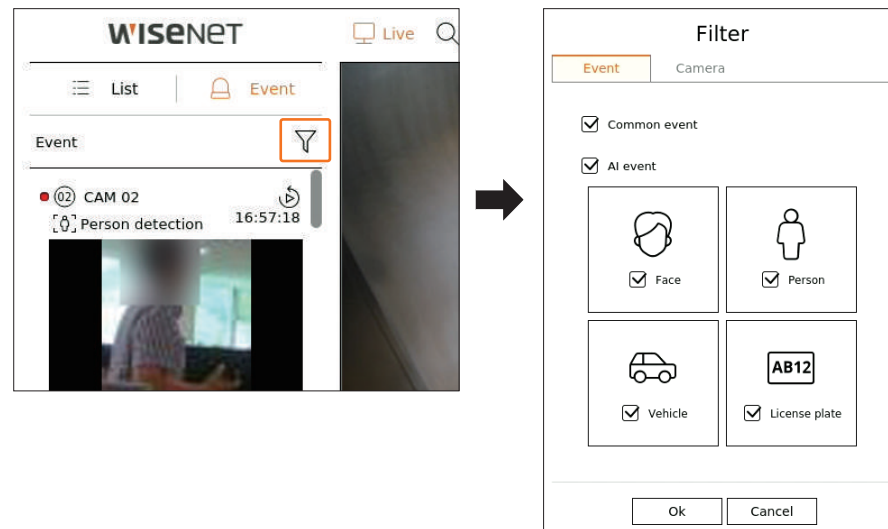 WISENET
Live
List
Event
Event
02 CAM 02
Person detection
16:57:18
Filter
Event
Camera
Common event
AI event
Face
Person
AB12
Vehicle
License plate
Ok
Cancel